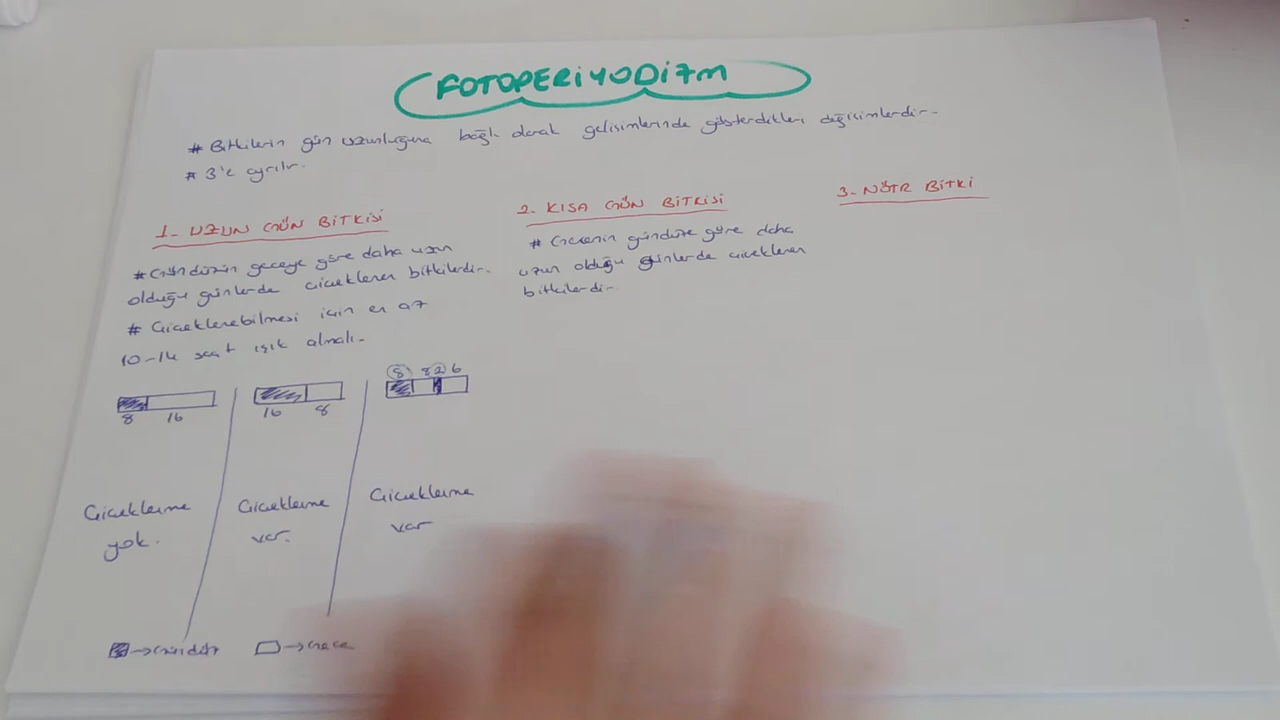 FOTOPERİYODİZM
# Bitkilerin gün uzunluğuna bağlı olarak gelişimlerinde gösterdikleri değişimlerdir.
# 3'e ayrılır.
1- UZUN GÜN BİTKİSİ
# Gündüzün geceye göre daha uzun
olduğu günlerde çiçeklenen bitkilerdir.
# Çiçeklenebilmesi için en az
10-14 saat ışık almalı.
8 16
16 8
8 8 2 6
Çiçeklenme
yok.
Çiçeklenme
var.
Çiçeklenme
var
→Gündüz
→Gece
2- KISA GÜN BİTKİSİ
# Gecenin gündüze göre daha
uzun olduğu günlerde çiçeklenen
bitkilerdir.
3- NÖTR BİTKİ